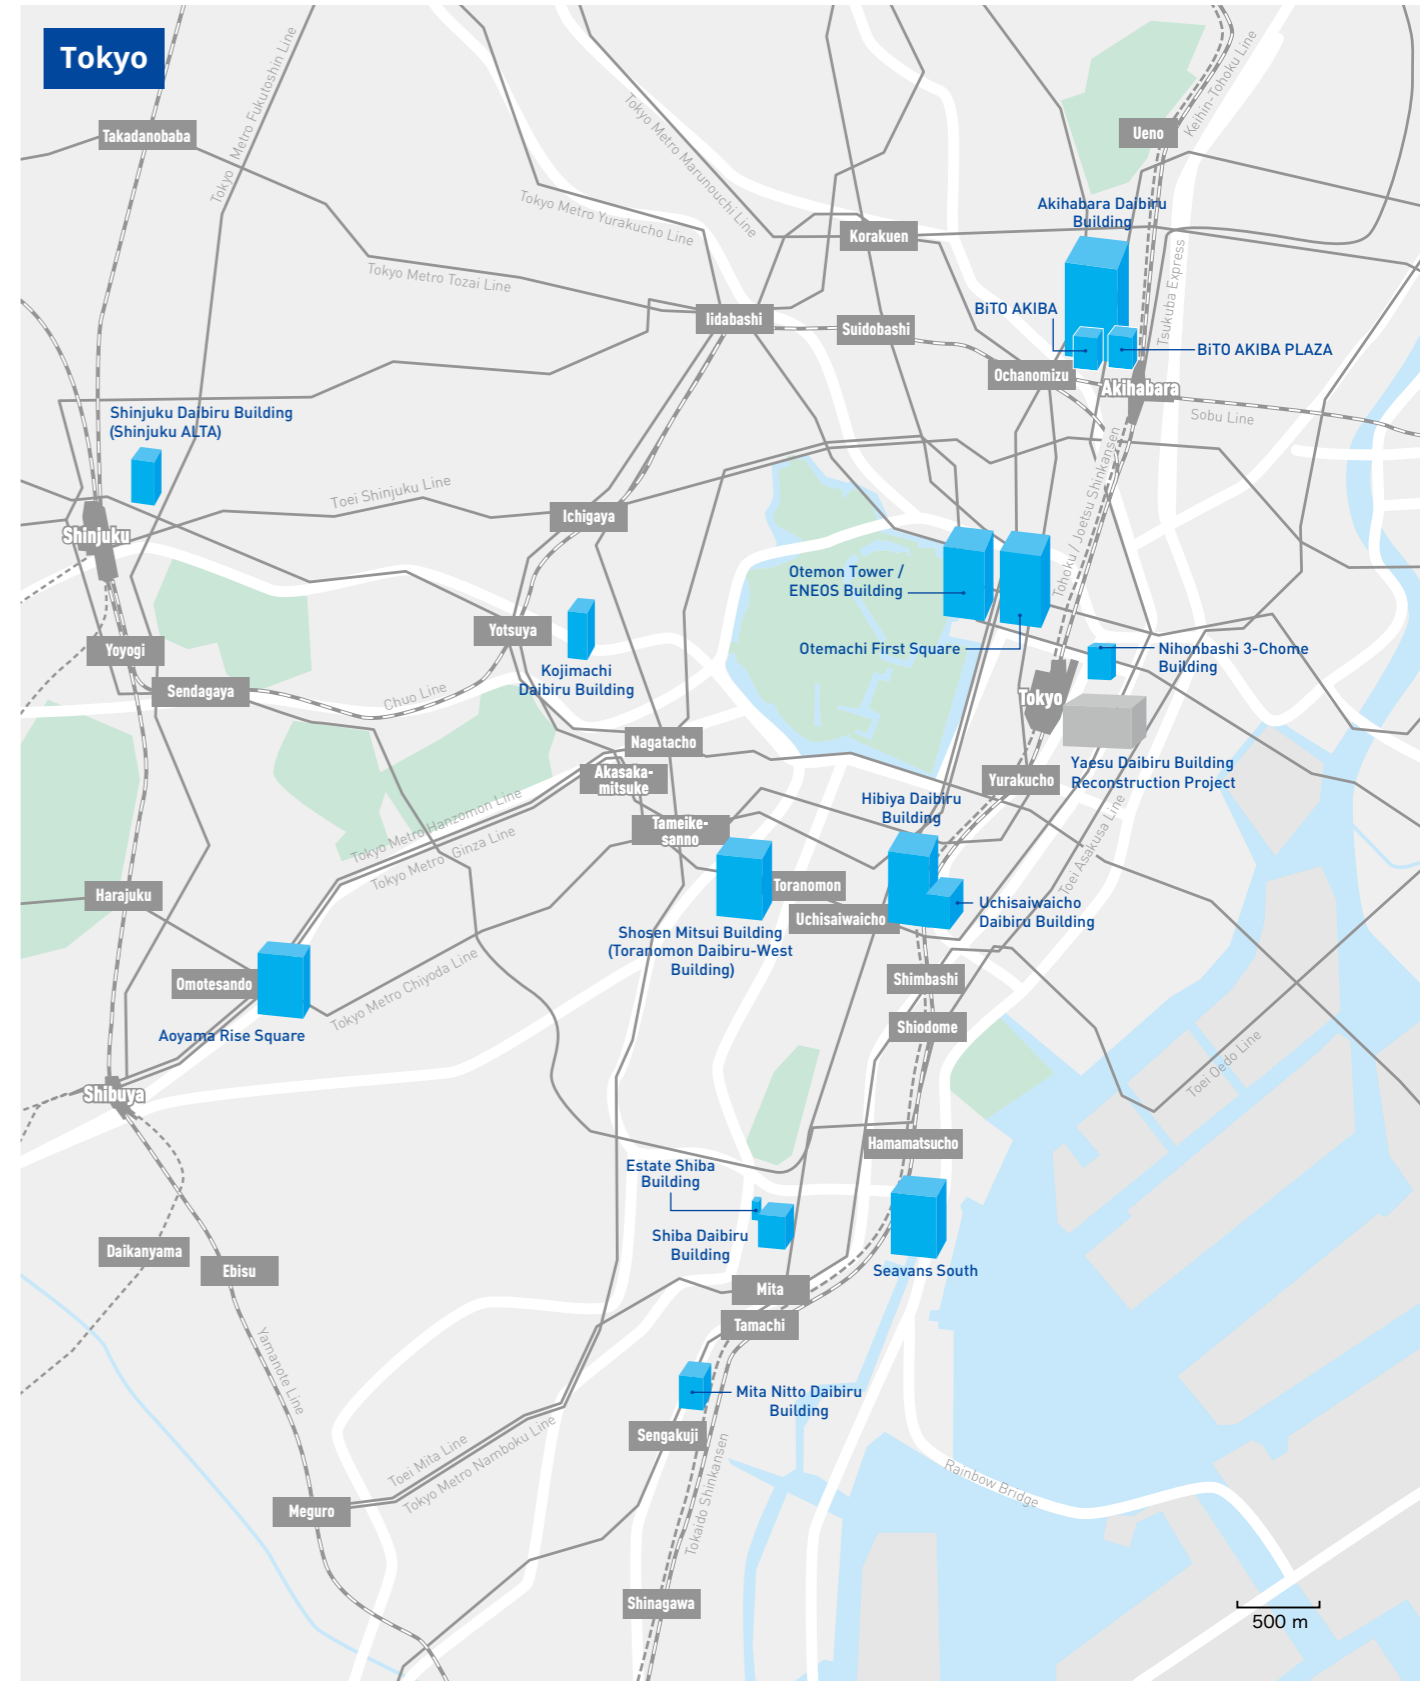 Tokyo
Tokyo Metro Fukutoshin Line
Takadanobaba
Tokyo Metro Marunouchi Line
Keihin-Tohoku Line
Ueno
Tokyo Metro Yurakucho Line
Akihabara Daibiru
Building
Korakuen
Tokyo Metro Tozai Line
Tsukuba Express
BiTO AKIBA
Iidabashi
Suidobashi
BiTO AKIBA PLAZA
Ochanomizu
Akihabara
Sobu Line
Shinjuku Daibiru Building
(Shinjuku ALTA)
Toei Shinjuku Line
Tohoku / Joetsu Shinkansen
Ichigaya
Shinjuku
Otemon Tower /
ENEOS Building
Yotsuya
Yoyogi
Otemachi First Square
Nihonbashi 3-Chome
Building
Kojimachi
Daibiru Building
Sendagaya
Chuo Line
Tokyo
Nagatacho
Akasaka-
mitsuke
Yaesu Daibiru Building
Reconstruction Project
Yurakucho
Hibiya Daibiru
Building
Tokyo Metro Hanzomon Line
Tokyo Metro Ginza Line
Tameike-
sanno
Toei Asakusa Line
Harajuku
Toranomon
Uchisaiwaicho
Uchisaiwaicho
Daibiru Building
Shosen Mitsui Building
(Toranomon Daibiru-West
Building)
Omotesando
Tokyo Metro Chiyoda Line
Shimbashi
Aoyama Rise Square
Shiodome
Toei Oedo Line
Shibuya
Hamamatsucho
Estate Shiba
Building
Shiba Daibiru
Building
Daikanyama
Ebisu
Seavans South
Mita
Tamachi
Yamanote Line
Mita Nitto Daibiru
Building
Sengakuji
Toei Mita Line
Tokyo Metro Namboku Line
Tokaido Shinkansen
Rainbow Bridge
Meguro
Shinagawa
500 m